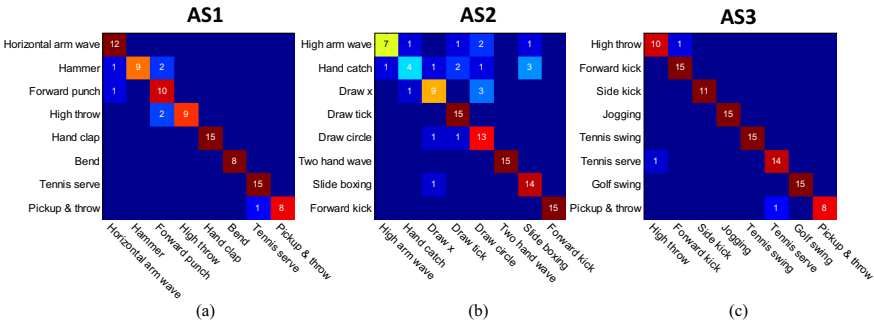 AS1
Horizontal arm wave 12
Hammer 1 9 2
Forward punch 1 10
High throw 2 9
Hand clap 15
Bend 8
Tennis serve 15
Pickup & throw 1 8
Horizontal arm wave
Hammer
Forward punch
High throw
Hand clap
Bend
Tennis serve
Pickup & throw
(a)
AS2
High arm wave 7 1 1 2 1
Hand catch 1 4 1 2 1 3
Draw x 1 9 3
Draw tick 15
Draw circle 1 1 13
Two hand wave 15
Slide boxing 1 14
Forward kick 15
High arm wave
Hand catch
Draw x
Draw tick
Draw circle
Two hand wave
Slide boxing
Forward kick
(b)
AS3
High throw 10 1
Forward kick 15
Side kick 11
Jogging 15
Tennis swing 15
Tennis serve 1 14
Golf swing 15
Pickup & throw 1 8
High throw
Forward kick
Side kick
Jogging
Tennis swing
Tennis serve
Golf swing
Pickup & throw
(c)